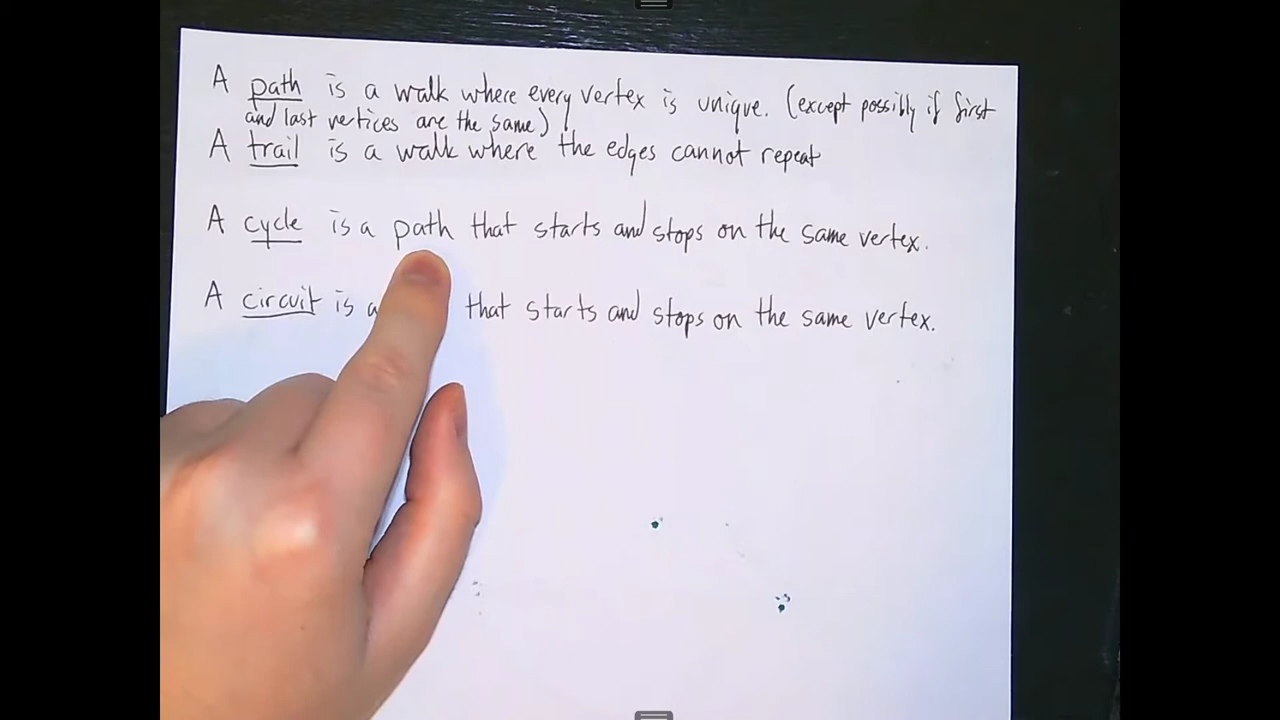 A path is a walk where every vertex is unique. (except possibly if first
and last vertices are the same)
A trail is a walk where the edges cannot repeat
A cycle is a path that starts and stops on the same vertex.
A circuit is a that starts and stops on the same vertex.